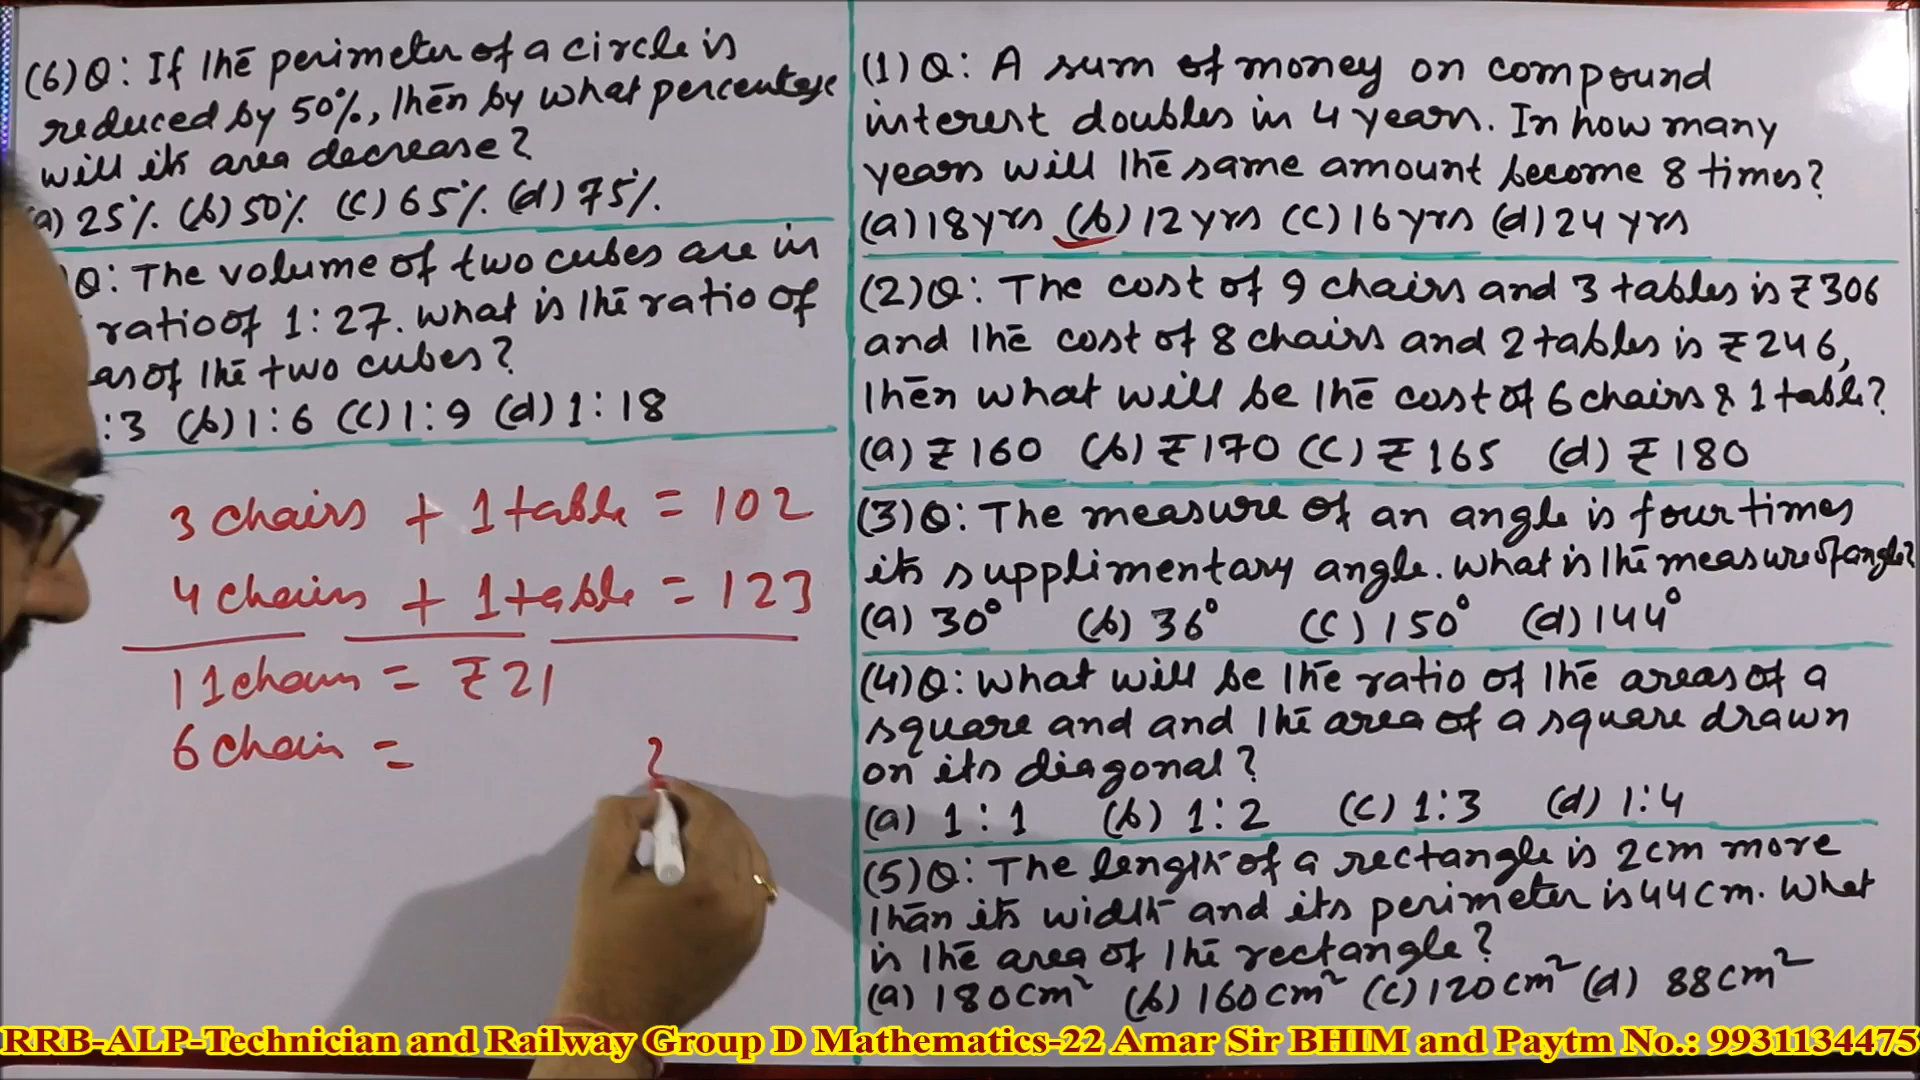 (6)Q: If the perimeter of a circle is
reduced by 50%, then by what percentage
will its area decrease?
a) 25% (b) 50% (c) 65% (d) 75%.
Q: The volume of two cubes are in
ratio of 1:27. what is the ratio of
as of the two cubes?
:3 (b) 1:6 (c) 1:9 (d) 1:18
3 chairs + 1 table = 102
4 chairs + 1 table = 123
1 chair = ₹21
6 chair =
(1)Q: A sum of money on compound
interest doubles in 4 years. In how many
years will the same amount become 8 times?
(a) 18 yrs (b) 12 yrs (c) 16 yrs (d) 24 yrs
(2)Q: The cost of 9 chairs and 3 tables is ₹306
and the cost of 8 chairs and 2 tables is ₹246,
then what will be the cost of 6 chairs & 1 table?
(a) ₹160 (b) ₹170 (c) ₹165 (d) ₹180
(3)Q: The measure of an angle is four times
its supplimentary angle. what is the measure of angle?
(a) 30° (b) 36° (c) 150° (d) 144°
(4)Q: what will be the ratio of the areas of a
square and and the area of a square drawn
on its diagonal?
(a) 1:1 (b) 1:2 (c) 1:3 (d) 1:4
(5)Q: The length of a rectangle is 2cm more
than its width and its perimeter is 44cm. What
is the area of the rectangle?
(a) 180cm² (b) 160cm² (c) 120cm² (d) 88cm²
RRB-ALP-Technician and Railway Group D Mathematics-22 Amar Sir BHIM and Paytm No.: 9931134475